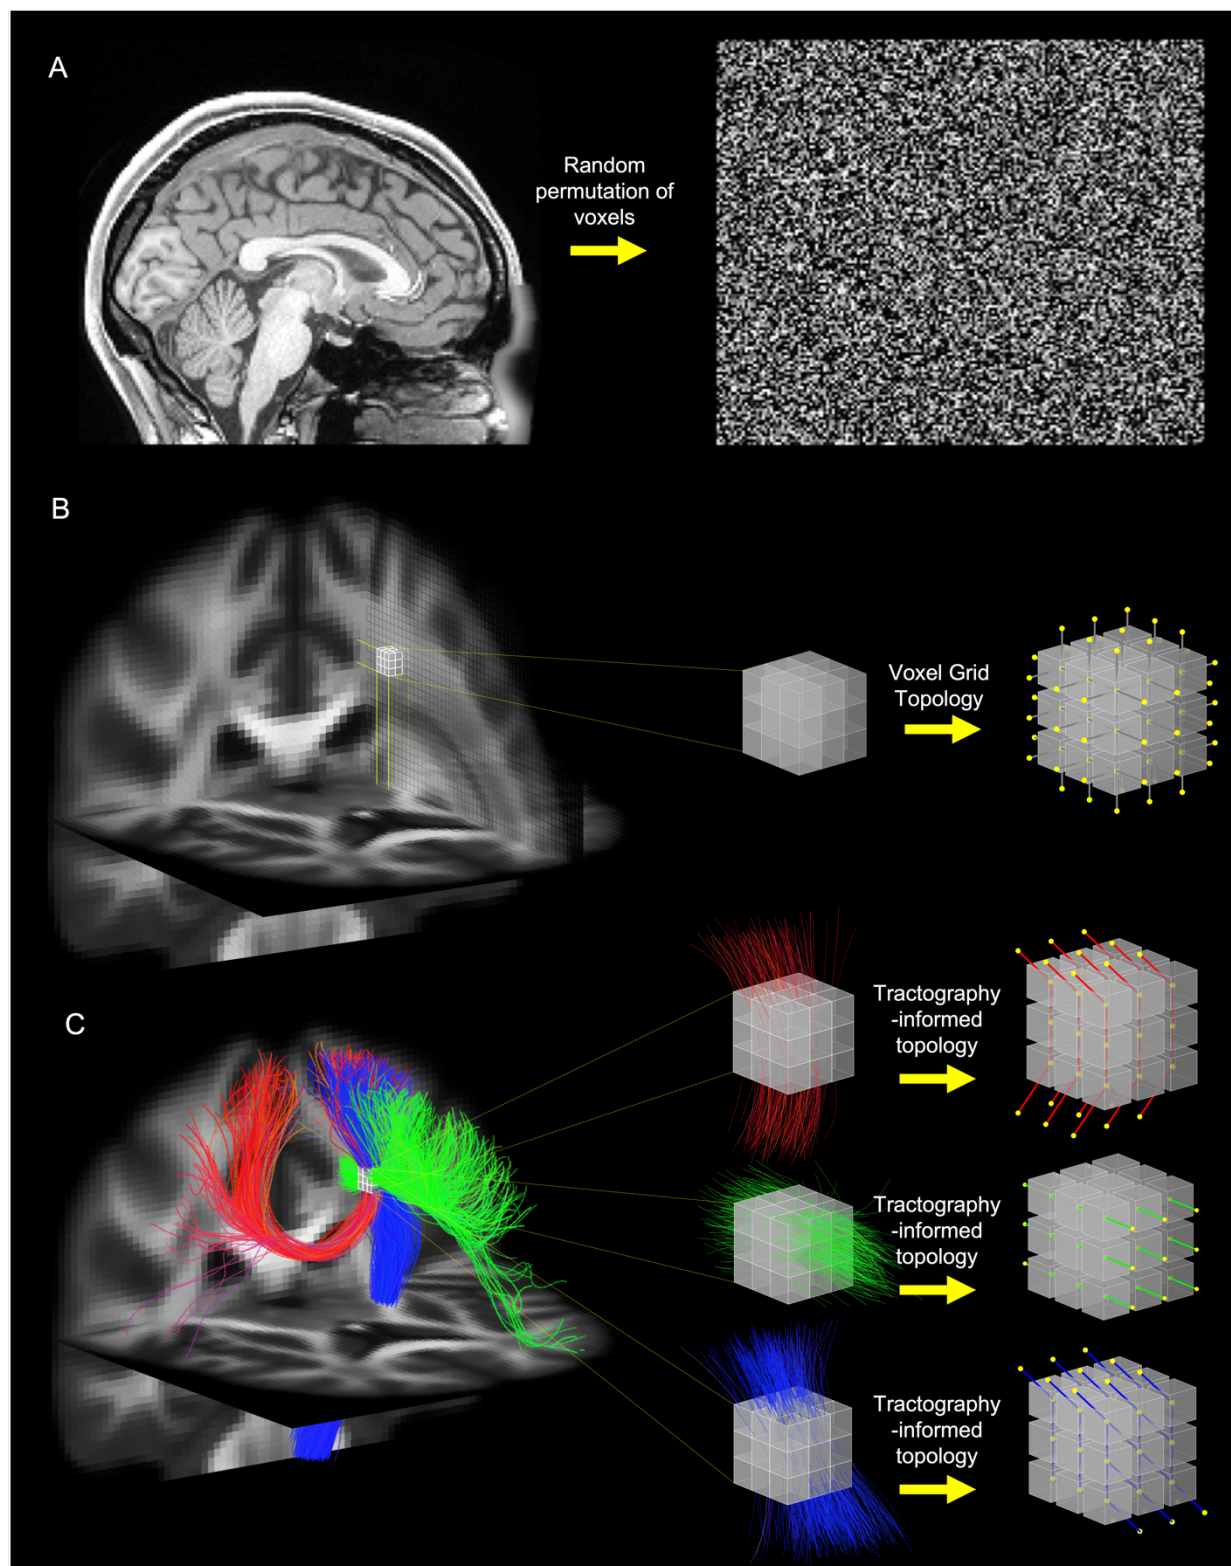 A
Random
permutation of
voxels
B
Voxel Grid
Topology
C
Tractography
-informed
topology
Tractography
-informed
topology
Tractography
-informed
topology